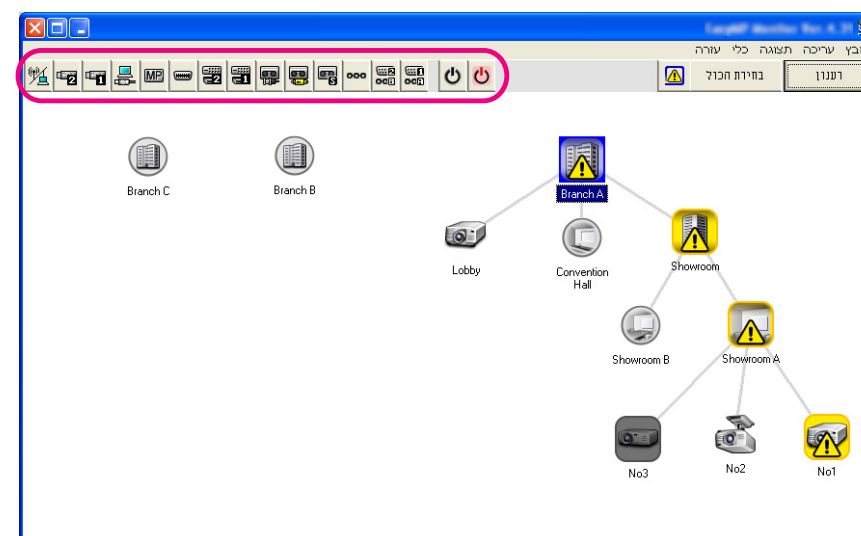 ובץ עריכה תצוגה כלי עזרה
רענון
בחירת הכול
MP
Branch C
Branch B
Branch A
Lobby
Convention
Hall
Showroom
Showroom B
Showroom A
No3
No2
No1